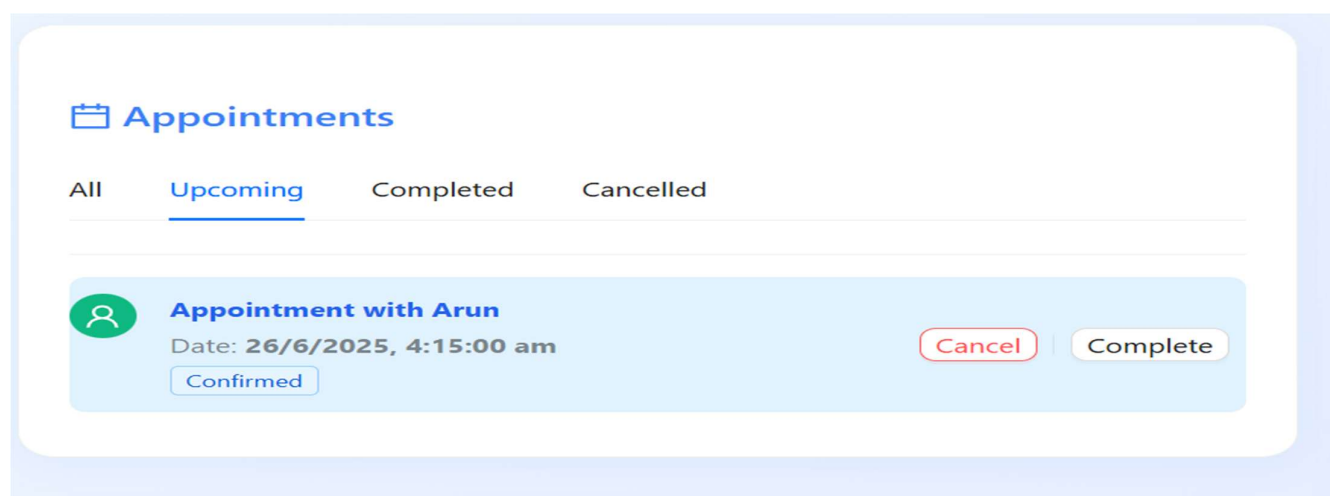 Appointments
All Upcoming Completed Cancelled
Appointment with Arun
Date: 26/6/2025, 4:15:00 am
Cancel Complete
Confirmed